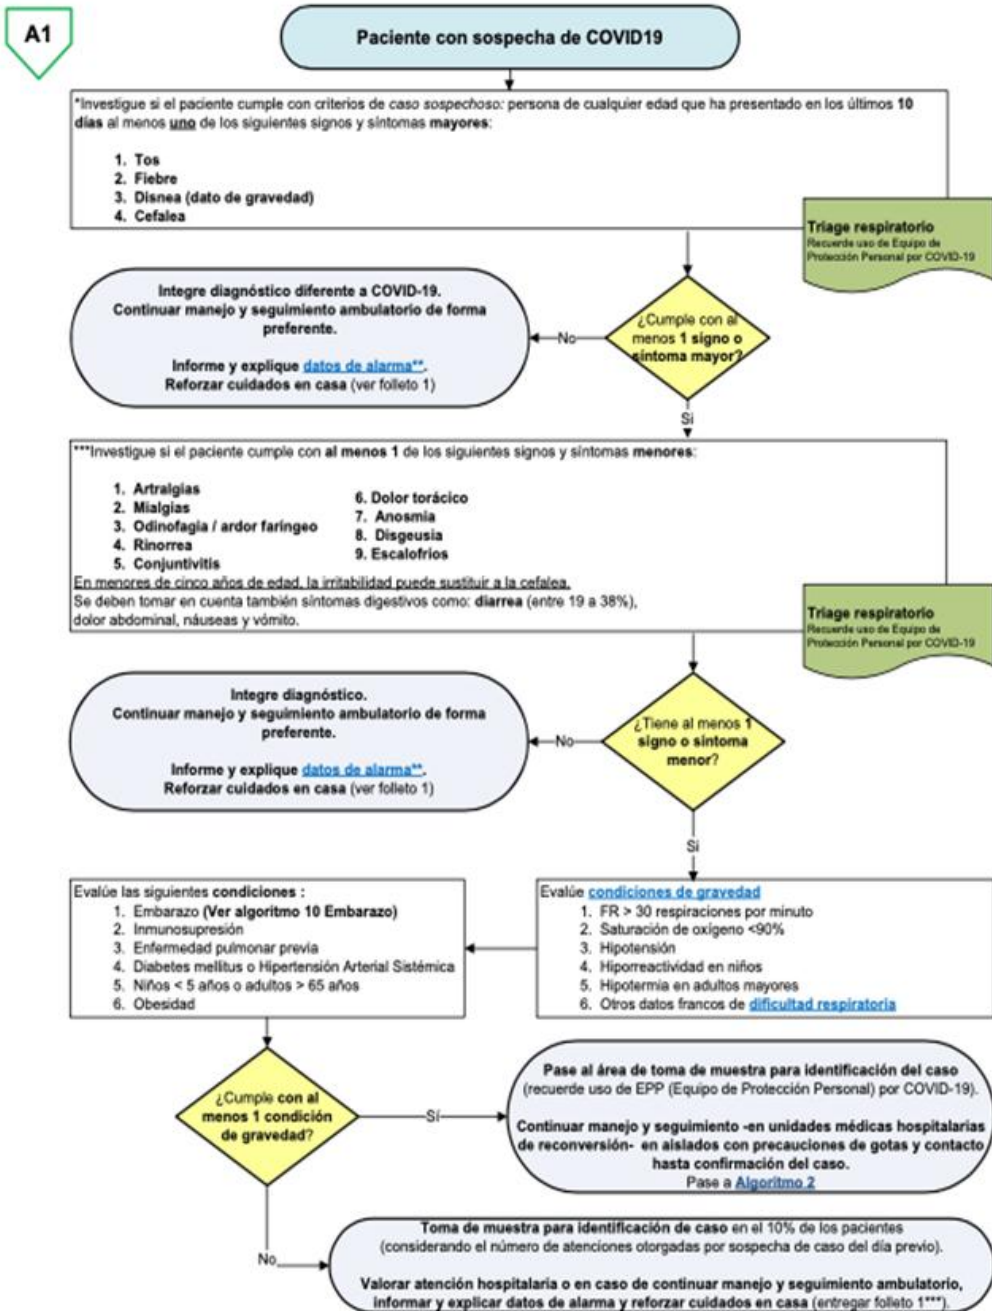 A1
Paciente con sospecha de COVID19
*Investigue si el paciente cumple con criterios de caso sospechoso: persona de cualquier edad que ha presentado en los últimos 10
días al menos uno de los siguientes signos y síntomas mayores:
1. Tos
2. Fiebre
3. Disnea (dato de gravedad)
4. Cefalea
Triage respiratorio
Recuerde uso de Equipo de
Protección Personal por COVID-19
¿Cumple con al
menos 1 signo o
síntoma mayor?
No
Integre diagnóstico diferente a COVID-19.
Continuar manejo y seguimiento ambulatorio de forma
preferente.
Informe y explique datos de alarma**.
Reforzar cuidados en casa (ver folleto 1)
Si
***Investigue si el paciente cumple con al menos 1 de los siguientes signos y síntomas menores:
1. Artralgias
2. Mialgias
3. Odinofagia / ardor faríngeo
4. Rinorrea
5. Conjuntivitis
6. Dolor torácico
7. Anosmia
8. Disgeusia
9. Escalofríos
En menores de cinco años de edad, la irritabilidad puede sustituir a la cefalea.
Se deben tomar en cuenta también síntomas digestivos como: diarrea (entre 19 a 38%),
dolor abdominal, náuseas y vómito.
Triage respiratorio
Recuerde uso de Equipo de
Protección Personal por COVID-19
¿Tiene al menos 1
signo o síntoma
menor?
No
Integre diagnóstico.
Continuar manejo y seguimiento ambulatorio de forma
preferente.
Informe y explique datos de alarma**.
Reforzar cuidados en casa (ver folleto 1)
Si
Evalúe condiciones de gravedad
1. FR > 30 respiraciones por minuto
2. Saturación de oxígeno <90%
3. Hipotensión
4. Hiporreactividad en niños
5. Hipotermia en adultos mayores
6. Otros datos francos de dificultad respiratoria
Evalúe las siguientes condiciones :
1. Embarazo (Ver algoritmo 10 Embarazo)
2. Inmunosupresión
3. Enfermedad pulmonar previa
4. Diabetes mellitus o Hipertensión Arterial Sistémica
5. Niños < 5 años o adultos > 65 años
6. Obesidad
¿Cumple con al
menos 1 condición
de gravedad?
Sí
Pase al área de toma de muestra para identificación del caso
(recuerde uso de EPP (Equipo de Protección Personal) por COVID-19).
Continuar manejo y seguimiento -en unidades médicas hospitalarias
de reconversión- en aislados con precauciones de gotas y contacto
hasta confirmación del caso.
Pase a Algoritmo 2
No
Toma de muestra para identificación de caso en el 10% de los pacientes
(considerando el número de atenciones otorgadas por sospecha de caso del día previo).
Valorar atención hospitalaria o en caso de continuar manejo y seguimiento ambulatorio,
informar y explicar datos de alarma y reforzar cuidados en casa (entregar folleto 1***).